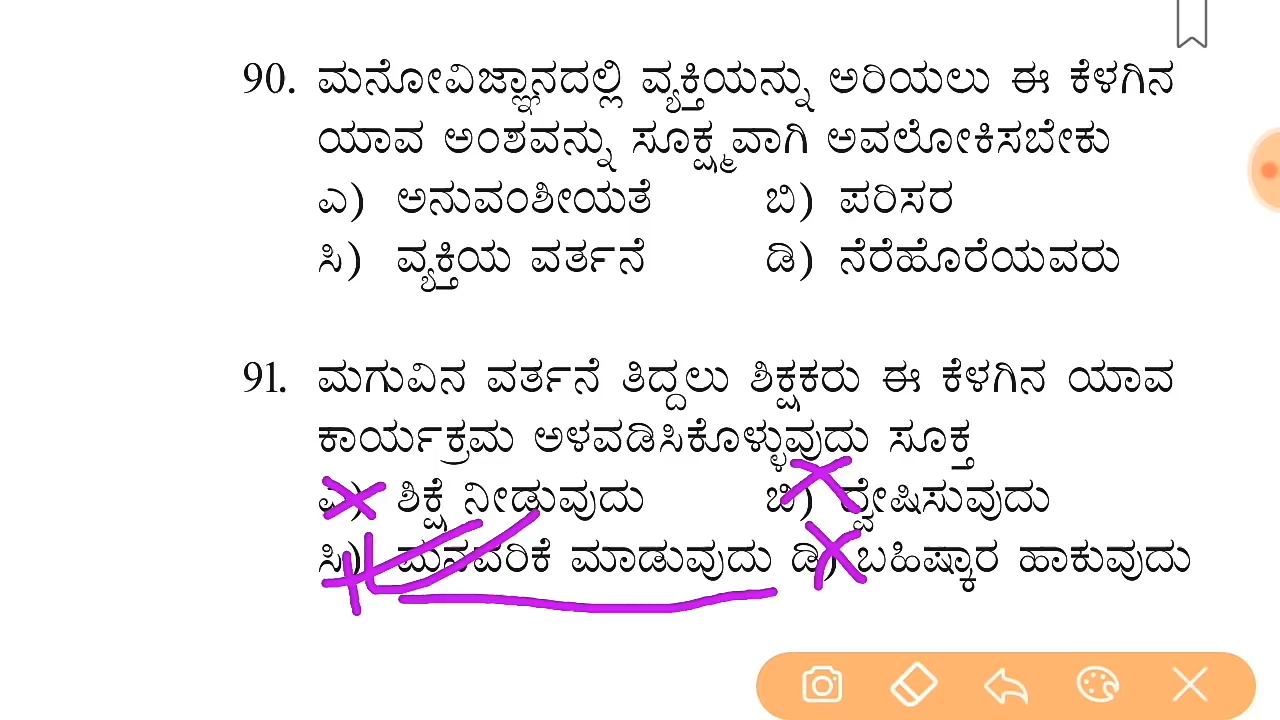 90. ಮನೋವಿಜ್ಞಾನದಲ್ಲಿ ವ್ಯಕ್ತಿಯನ್ನು ಅರಿಯಲು ಈ ಕೆಳಗಿನ
ಯಾವ ಅಂಶವನ್ನು ಸೂಕ್ಷ್ಮವಾಗಿ ಅವಲೋಕಿಸಬೇಕು
ಎ) ಅನುವಂಶೀಯತೆ ಬಿ) ಪರಿಸರ
ಸಿ) ವ್ಯಕ್ತಿಯ ವರ್ತನೆ ಡಿ) ನೆರೆಹೊರೆಯವರು
91. ಮಗುವಿನ ವರ್ತನೆ ತಿದ್ದಲು ಶಿಕ್ಷಕರು ಈ ಕೆಳಗಿನ ಯಾವ
ಕಾರ್ಯಕ್ರಮ ಅಳವಡಿಸಿಕೊಳ್ಳುವುದು ಸೂಕ್ತ
ಎ) ಶಿಕ್ಷೆ ನೀಡುವುದು ಬಿ) ದ್ವೇಷಿಸುವುದು
ಸಿ) ಮನವರಿಕೆ ಮಾಡುವುದು ಡಿ) ಬಹಿಷ್ಕಾರ ಹಾಕುವುದು